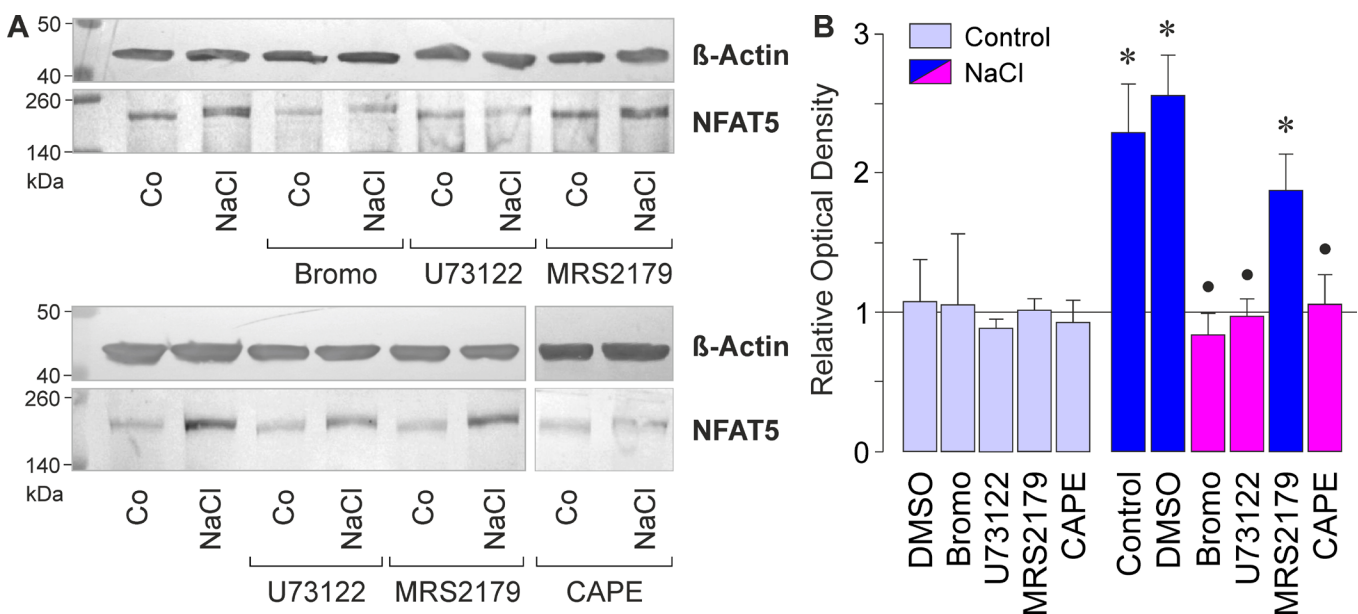 A
50
40
ß-Actin
260
140
NFAT5
kDa
Co
NaCl
Co
NaCl
Co
NaCl
Co
NaCl
Bromo
U73122
MRS2179
50
40
ß-Actin
260
140
NFAT5
kDa
Co
NaCl
Co
NaCl
Co
NaCl
Co
NaCl
U73122
MRS2179
CAPE
B
Control
NaCl
Relative Optical Density
3
2
1
0
*
*
*
DMSO
Bromo
U73122
MRS2179
CAPE
Control
DMSO
Bromo
U73122
MRS2179
CAPE